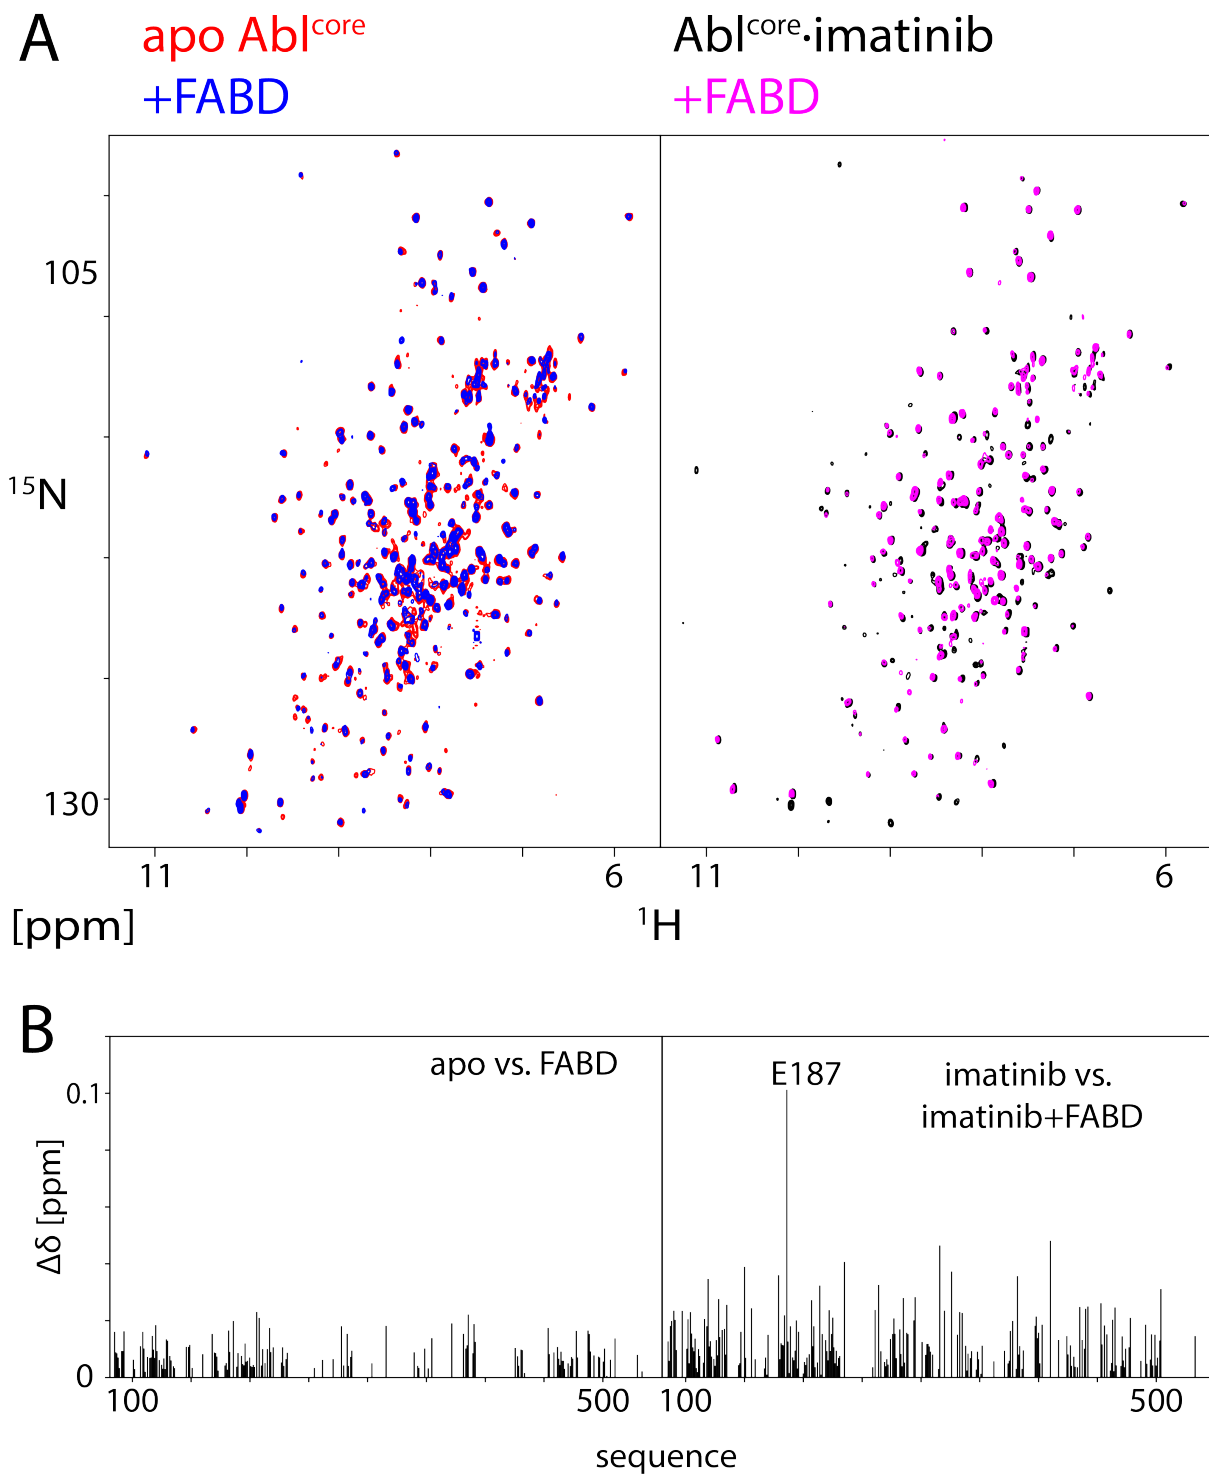 A
apo Abl^core
+FABD
Abl^core·imatinib
+FABD
105
¹⁵N
130
11
6
11
6
[ppm]
¹H
B
apo vs. FABD
E187
imatinib vs.
imatinib+FABD
0.1
Δδ [ppm]
0
100
500
100
500
sequence